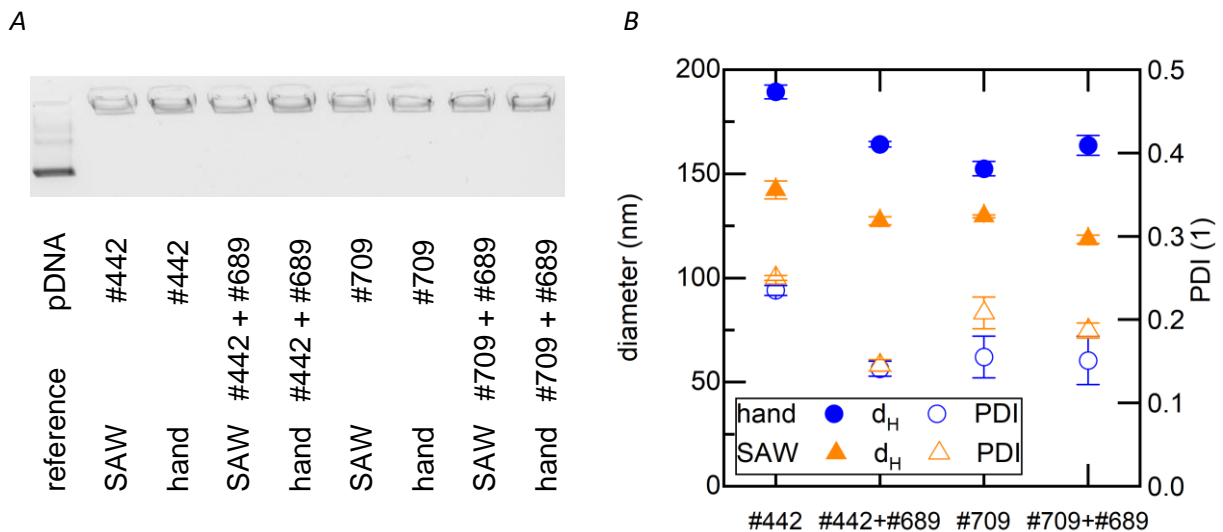 A
pDNA
#442
#442
#442 + #689
#442 + #689
#709
#709
#709 + #689
#709 + #689
reference
SAW
hand
SAW
hand
SAW
hand
SAW
hand
B
200
150
100
50
0
diameter (nm)
0.5
0.4
0.3
0.2
0.1
0.0
PDI (1)
hand d_H PDI
SAW d_H PDI
#442 #442+#689 #709 #709+#689